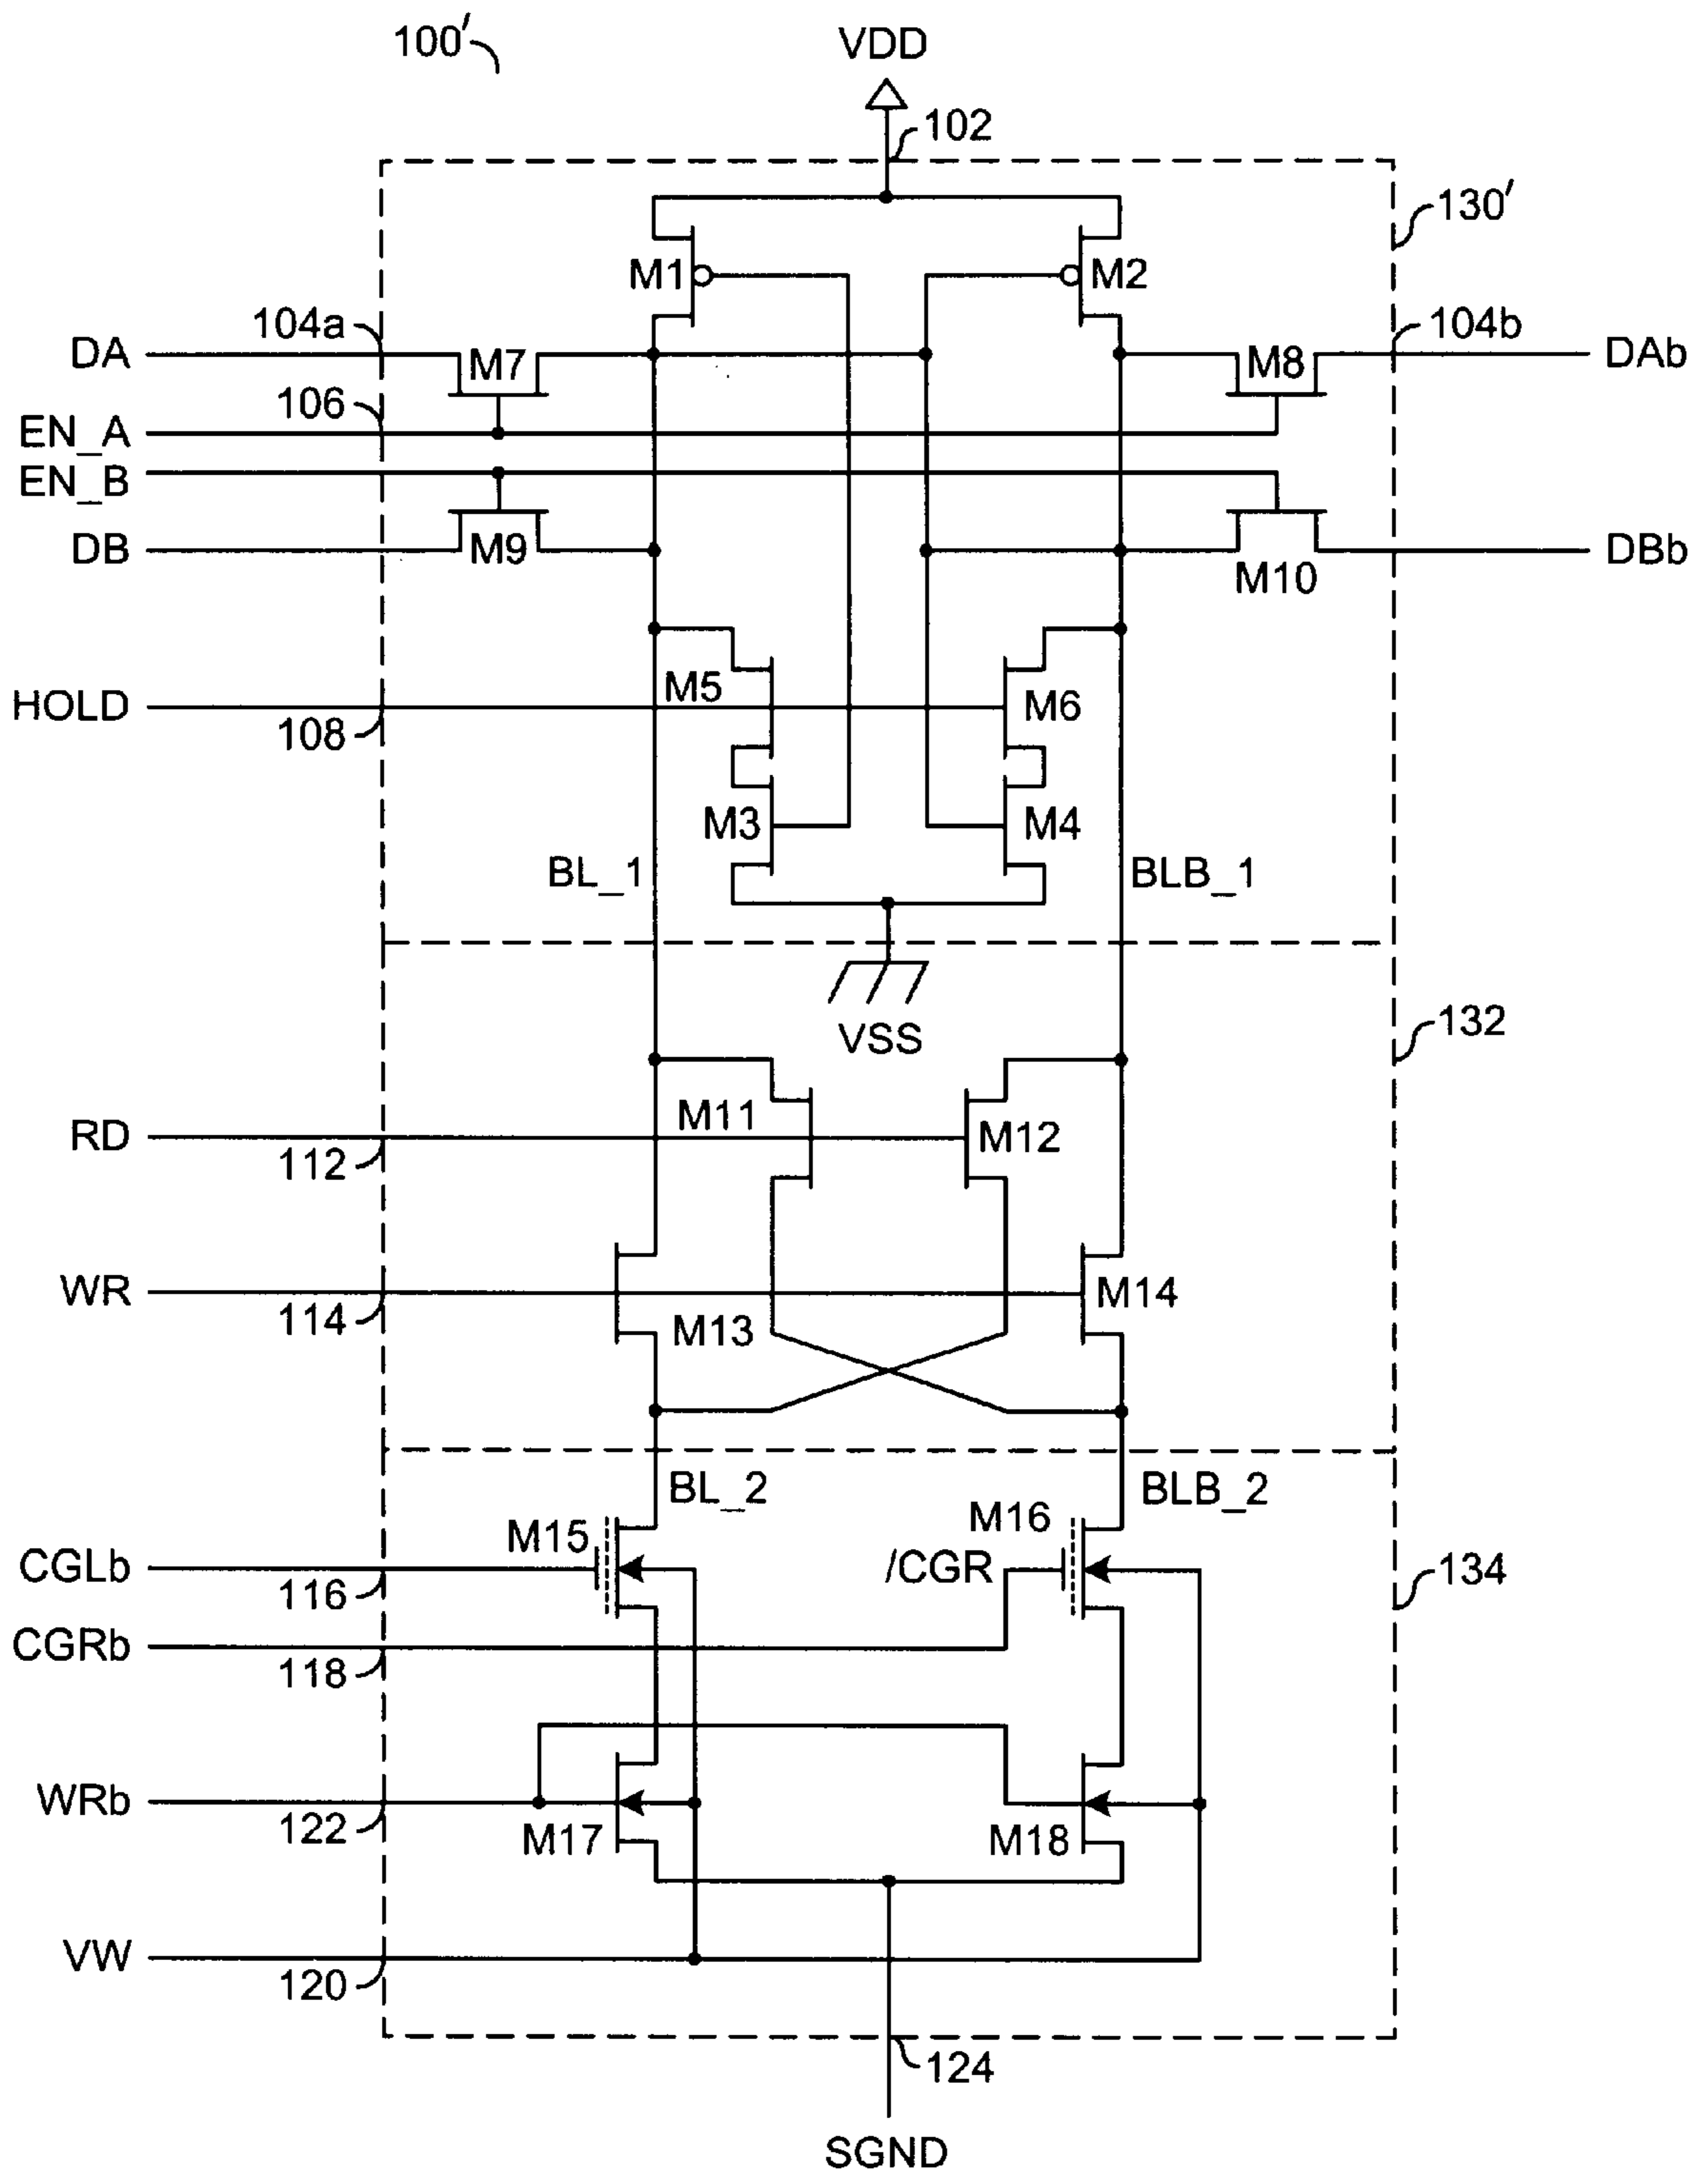 100′
VDD
102
130′
M1
M2
104a
104b
DA
M7
M8
DAb
106
EN_A
EN_B
DB
M9
M10
DBb
HOLD
108
M5
M6
M3
M4
BL_1
BLB_1
VSS
132
RD
112
M11
M12
WR
114
M13
M14
BL_2
BLB_2
M15
M16
CGLb
116
/CGR
134
CGRb
118
WRb
122
M17
M18
VW
120
124
SGND